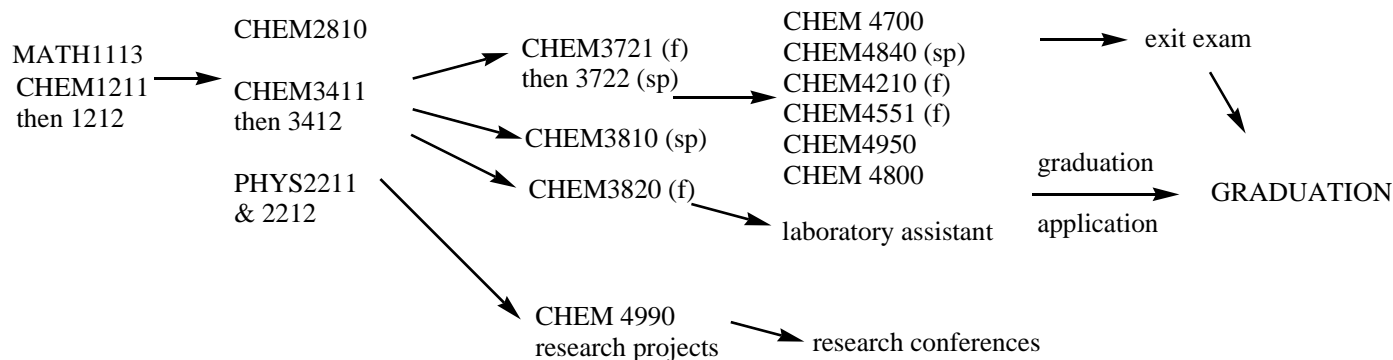 MATH1113
CHEM1211
then 1212
CHEM2810
CHEM3411
then 3412
PHYS2211
& 2212
CHEM3721 (f)
then 3722 (sp)
CHEM3810 (sp)
CHEM3820 (f)
CHEM 4990
research projects
CHEM 4700
CHEM4840 (sp)
CHEM4210 (f)
CHEM4551 (f)
CHEM4950
CHEM 4800
laboratory assistant
research conferences
exit exam
graduation
application
GRADUATION